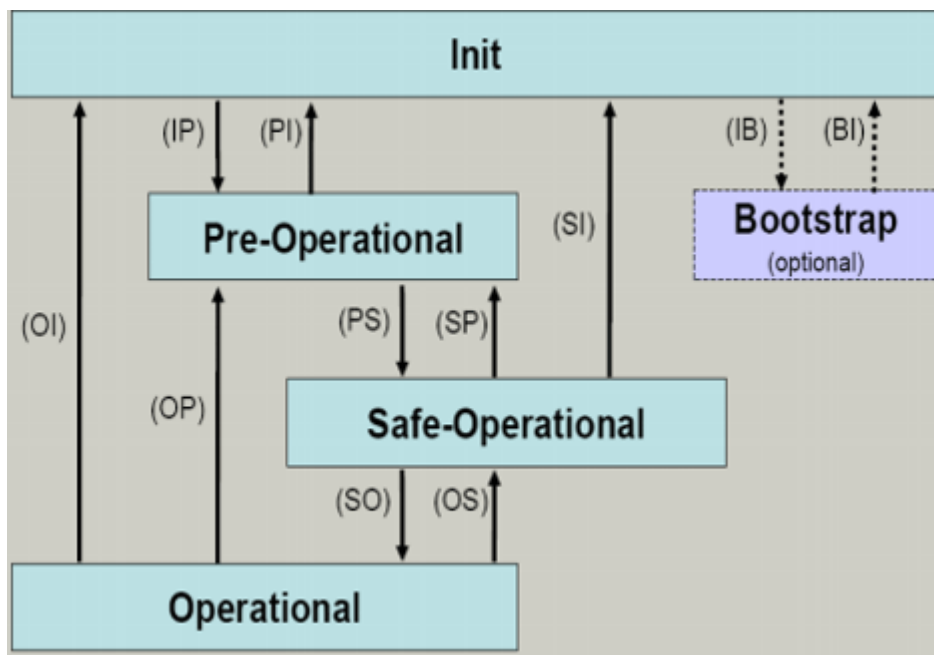 Init
(IP)
(PI)
(IB)
(BI)
Pre-Operational
(SI)
Bootstrap
(optional)
(OI)
(PS)
(SP)
(OP)
Safe-Operational
(SO)
(OS)
Operational